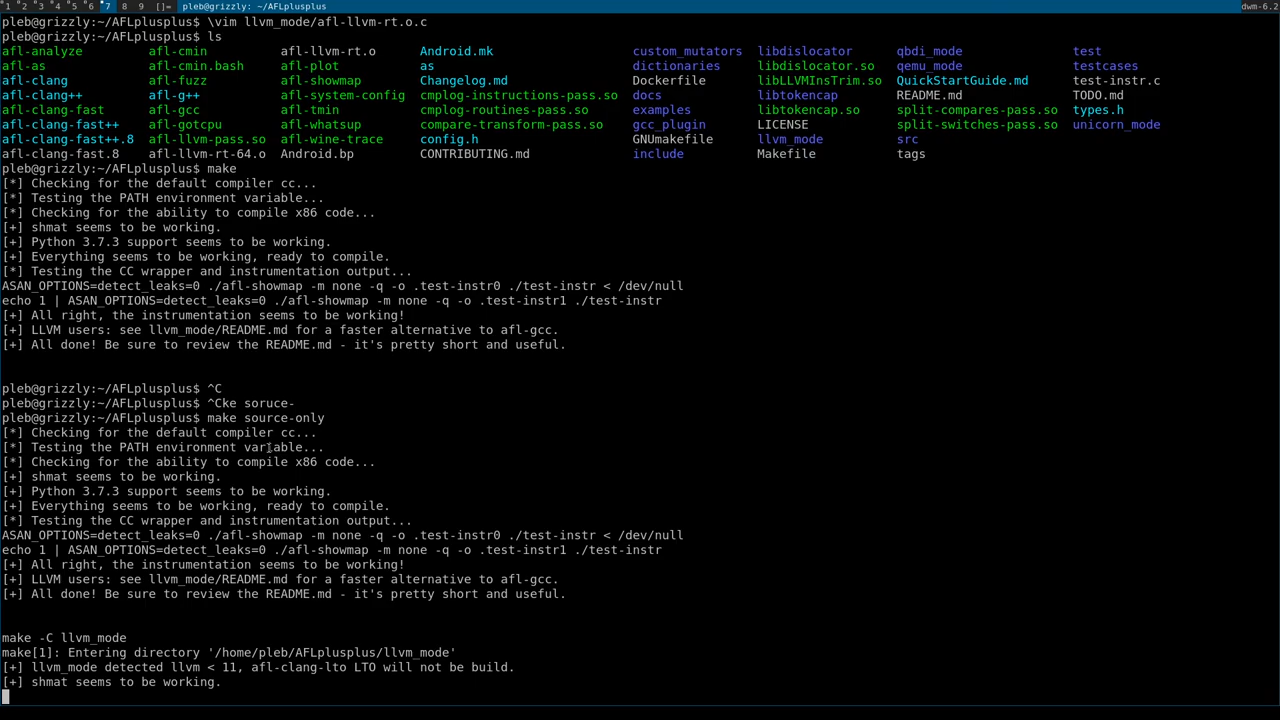 1 2 3 4 5 6 7 8 9 []= pleb@grizzly: ~/AFLplusplus dwm-6.2
pleb@grizzly:~/AFLplusplus$ \vim llvm_mode/afl-llvm-rt.o.c
pleb@grizzly:~/AFLplusplus$ ls
afl-analyze afl-cmin afl-llvm-rt.o Android.mk custom_mutators libdislocator qbdi_mode test
afl-as afl-cmin.bash afl-plot as dictionaries libdislocator.so qemu_mode testcases
afl-clang afl-fuzz afl-showmap Changelog.md Dockerfile libLLVMInsTrim.so QuickStartGuide.md test-instr.c
afl-clang++ afl-g++ afl-system-config cmplog-instructions-pass.so docs libtokencap README.md TODO.md
afl-clang-fast afl-gcc afl-tmin cmplog-routines-pass.so examples libtokencap.so split-compares-pass.so types.h
afl-clang-fast++ afl-gotcpu afl-whatsup compare-transform-pass.so gcc_plugin LICENSE split-switches-pass.so unicorn_mode
afl-clang-fast++.8 afl-llvm-pass.so afl-wine-trace config.h GNUmakefile llvm_mode src
afl-clang-fast.8 afl-llvm-rt-64.o Android.bp CONTRIBUTING.md include Makefile tags
pleb@grizzly:~/AFLplusplus$ make
[*] Checking for the default compiler cc...
[*] Testing the PATH environment variable...
[*] Checking for the ability to compile x86 code...
[+] shmat seems to be working.
[+] Python 3.7.3 support seems to be working.
[+] Everything seems to be working, ready to compile.
[*] Testing the CC wrapper and instrumentation output...
ASAN_OPTIONS=detect_leaks=0 ./afl-showmap -m none -q -o .test-instr0 ./test-instr < /dev/null
echo 1 | ASAN_OPTIONS=detect_leaks=0 ./afl-showmap -m none -q -o .test-instr1 ./test-instr
[+] All right, the instrumentation seems to be working!
[+] LLVM users: see llvm_mode/README.md for a faster alternative to afl-gcc.
[+] All done! Be sure to review the README.md - it's pretty short and useful.
pleb@grizzly:~/AFLplusplus$ ^C
pleb@grizzly:~/AFLplusplus$ ^Cke soruce-
pleb@grizzly:~/AFLplusplus$ make source-only
[*] Checking for the default compiler cc...
[*] Testing the PATH environment variable...
[*] Checking for the ability to compile x86 code...
[+] shmat seems to be working.
[+] Python 3.7.3 support seems to be working.
[+] Everything seems to be working, ready to compile.
[*] Testing the CC wrapper and instrumentation output...
ASAN_OPTIONS=detect_leaks=0 ./afl-showmap -m none -q -o .test-instr0 ./test-instr < /dev/null
echo 1 | ASAN_OPTIONS=detect_leaks=0 ./afl-showmap -m none -q -o .test-instr1 ./test-instr
[+] All right, the instrumentation seems to be working!
[+] LLVM users: see llvm_mode/README.md for a faster alternative to afl-gcc.
[+] All done! Be sure to review the README.md - it's pretty short and useful.
make -C llvm_mode
make[1]: Entering directory '/home/pleb/AFLplusplus/llvm_mode'
[+] llvm_mode detected llvm < 11, afl-clang-lto LTO will not be build.
[+] shmat seems to be working.